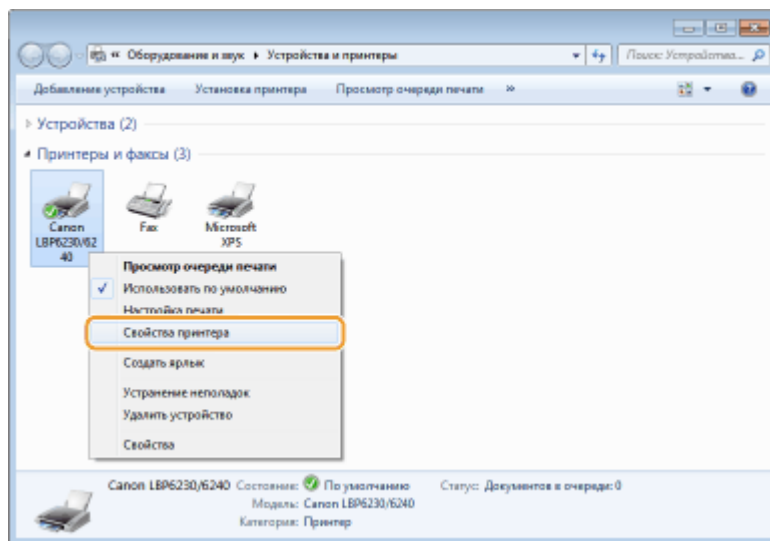 « Оборудование и звук ▸ Устройства и принтеры
Поиск: Устройства...
Добавление устройства Установка принтера Просмотр очереди печати »
Устройства (2)
Принтеры и факсы (3)
Canon LBP6230/6240
Fax
Microsoft XPS
Просмотр очереди печати
Использовать по умолчанию
Настройка печати
Свойства принтера
Создать ярлык
Устранение неполадок
Удалить устройство
Свойства
Canon LBP6230/6240 Состояние: По умолчанию Статус: Документов в очереди: 0
Модель: Canon LBP6230/6240
Категория: Принтер